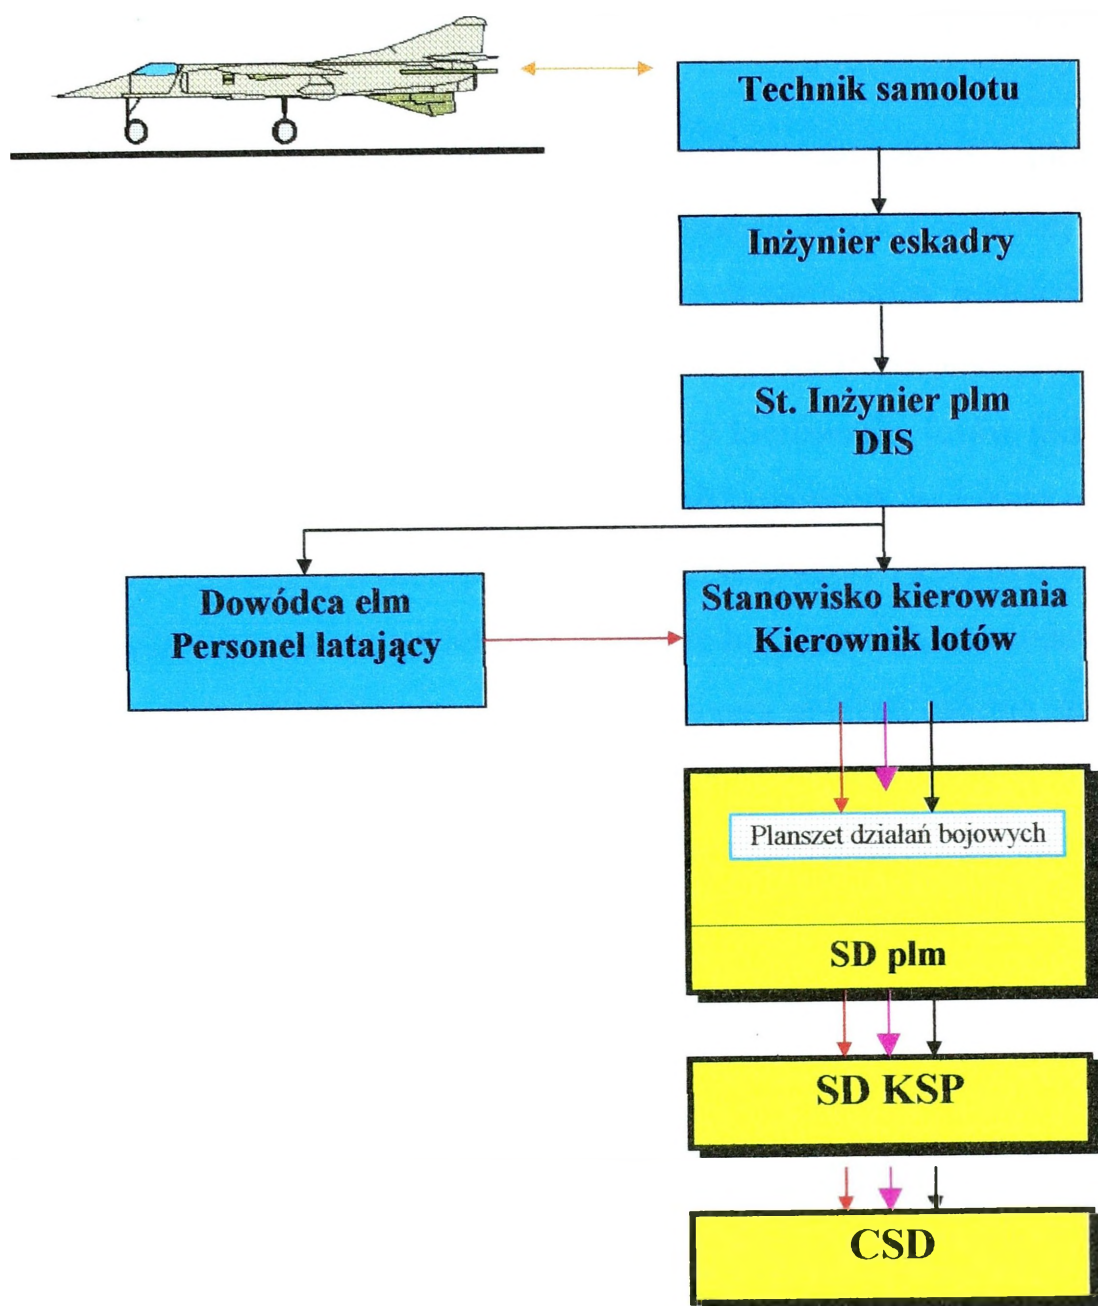 Technik samolotu
Inżynier eskadry
St. Inżynier plm
DIS
Dowódca elm
Personel latający
Stanowisko kierowania
Kierownik lotów
Planszet działań bojowych
SD plm
SD KSP
CSD